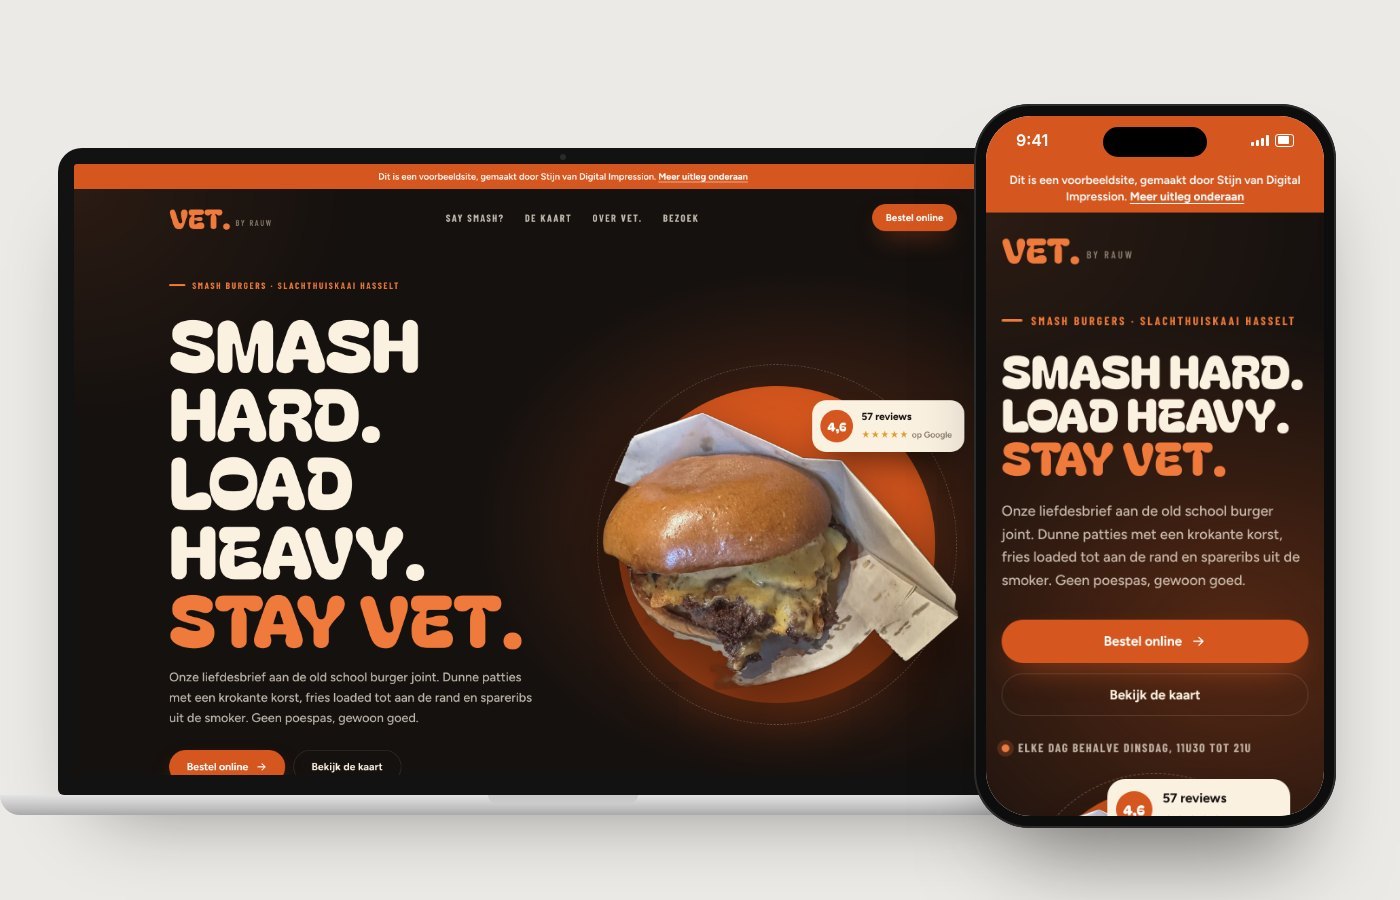 Dit is een voorbeeldsite, gemaakt door Stijn van Digital Impression. Meer uitleg onderaan
VET. BY RAUW
SAY SMASH?
DE KAART
OVER VET.
BEZOEK
Bestel online
SMASH BURGERS · SLACHTHUISKAAI HASSELT
SMASH
HARD.
LOAD
HEAVY.
STAY VET.
Onze liefdesbrief aan de old school burger joint. Dunne patties
met een krokante korst, fries loaded tot aan de rand en spareribs
uit de smoker. Geen poespas, gewoon goed.
Bestel online →
Bekijk de kaart
4,6
57 reviews
★★★★★ op Google
9:41
Dit is een voorbeeldsite, gemaakt door Stijn van Digital
Impression. Meer uitleg onderaan
VET. BY RAUW
SMASH BURGERS · SLACHTHUISKAAI HASSELT
SMASH HARD.
LOAD HEAVY.
STAY VET.
Onze liefdesbrief aan de old school burger
joint. Dunne patties met een krokante korst,
fries loaded tot aan de rand en spareribs uit de
smoker. Geen poespas, gewoon goed.
Bestel online →
Bekijk de kaart
ELKE DAG BEHALVE DINSDAG, 11U30 TOT 21U
4,6
57 reviews